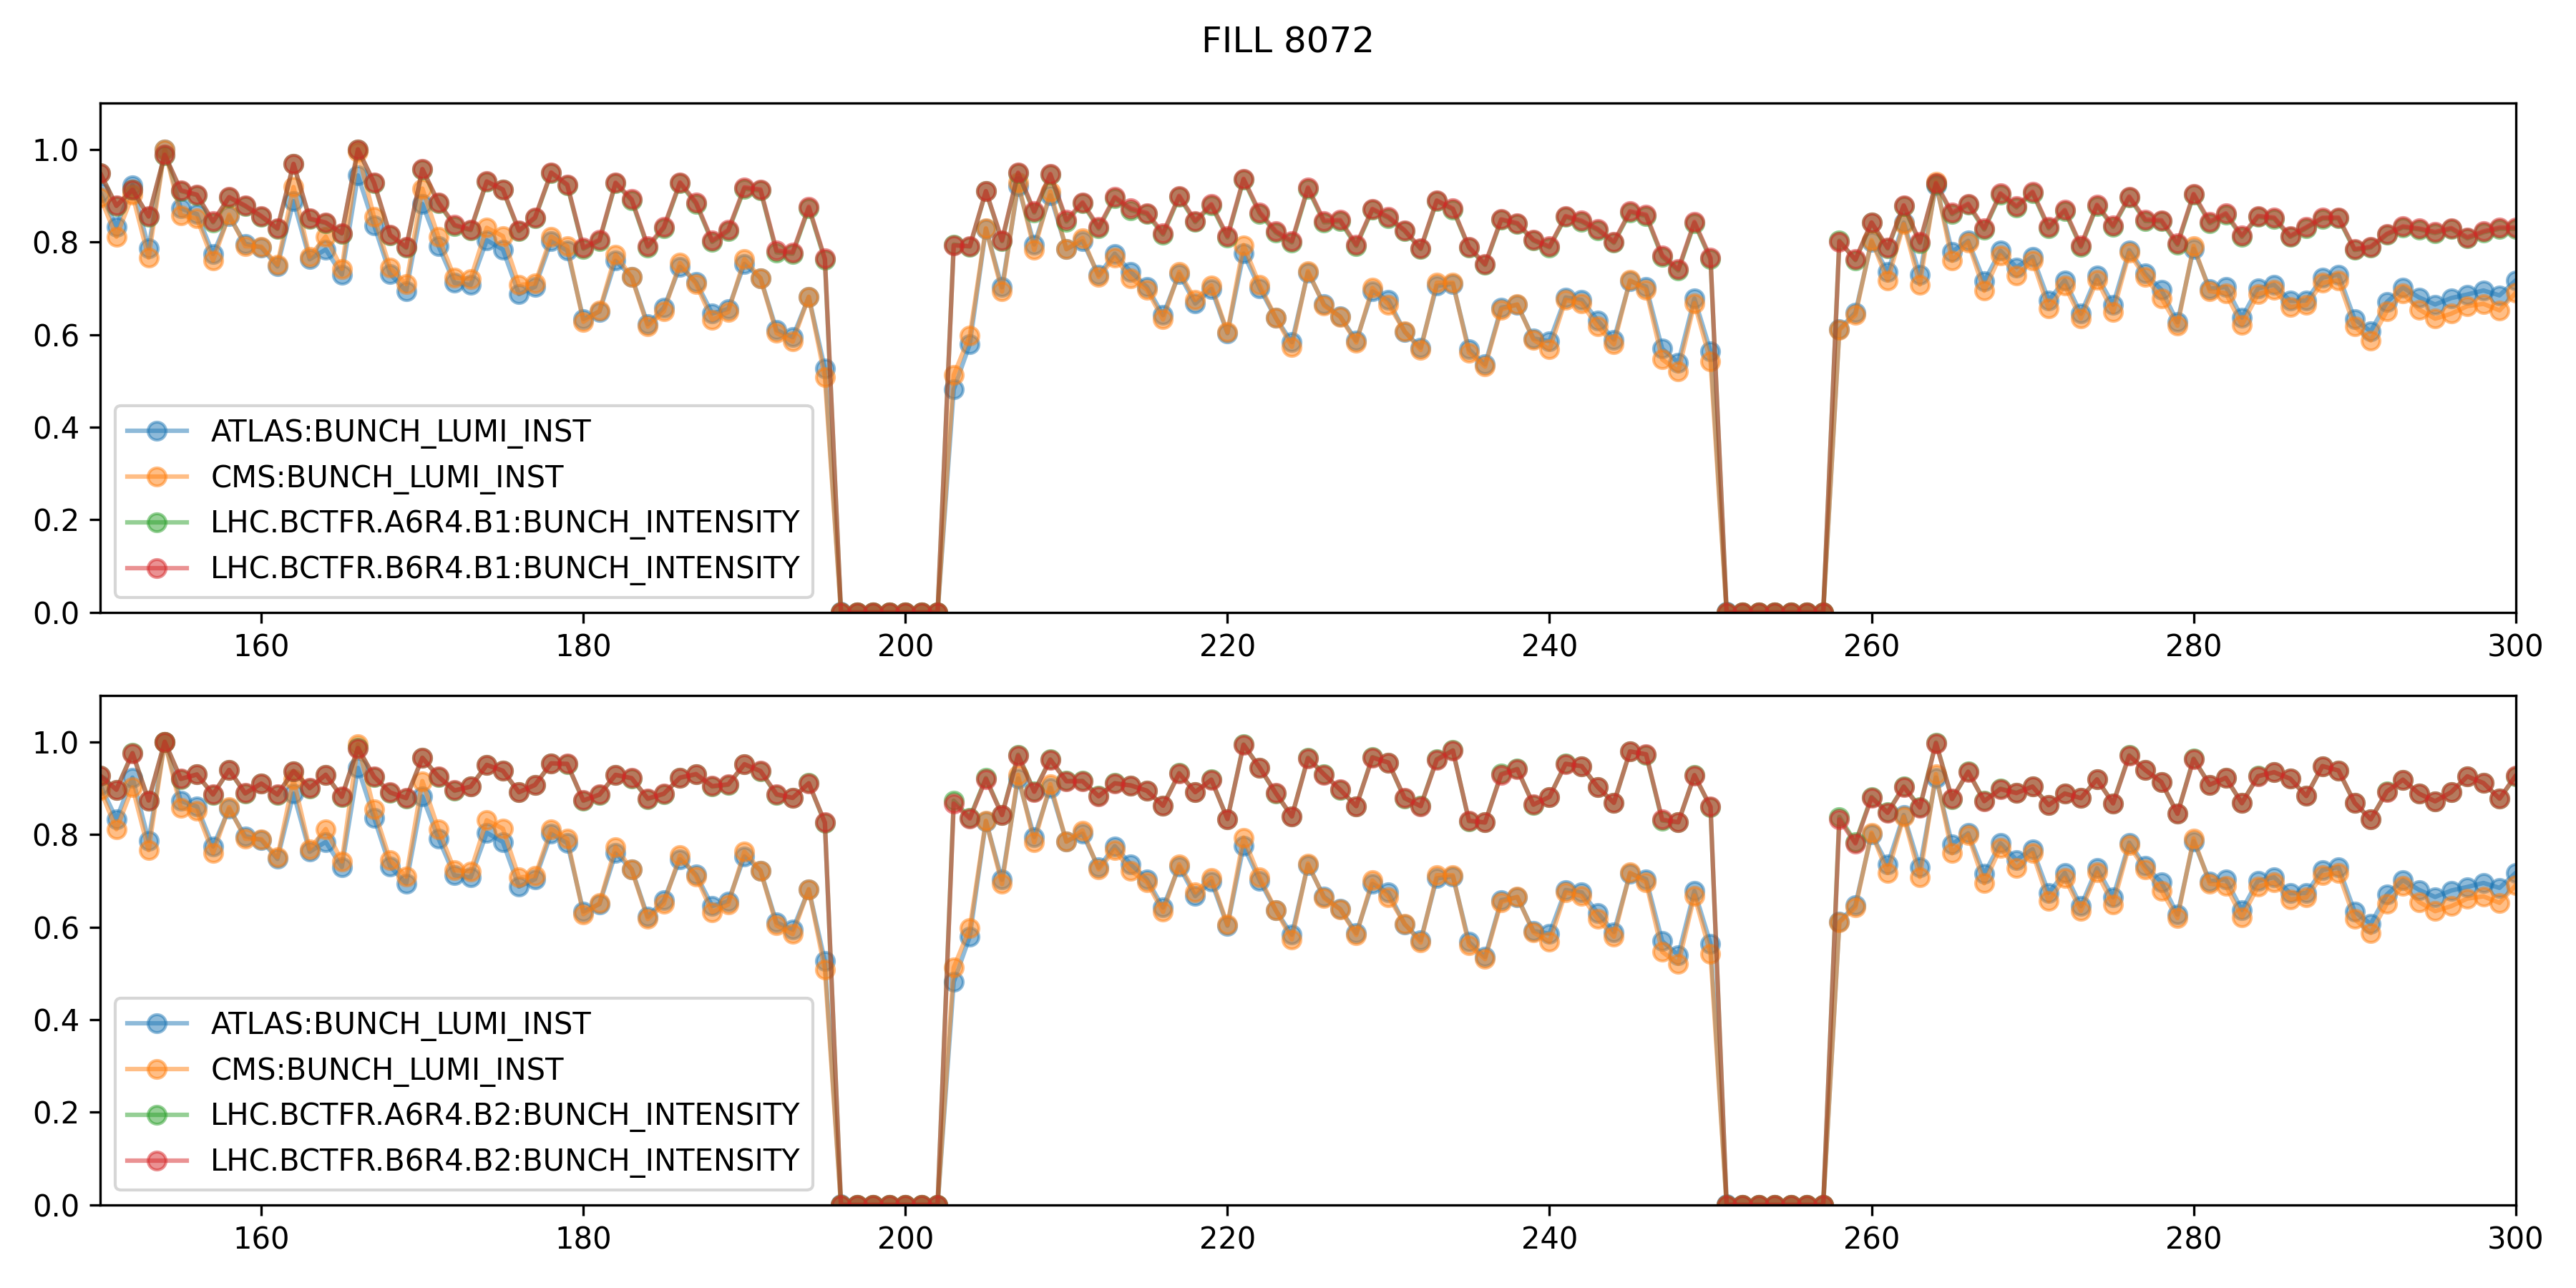 FILL 8072
1.0
0.8
0.6
0.4
0.2
0.0
ATLAS:BUNCH_LUMI_INST
CMS:BUNCH_LUMI_INST
LHC.BCTFR.A6R4.B1:BUNCH_INTENSITY
LHC.BCTFR.B6R4.B1:BUNCH_INTENSITY
160 180 200 220 240 260 280 300
1.0
0.8
0.6
0.4
0.2
0.0
ATLAS:BUNCH_LUMI_INST
CMS:BUNCH_LUMI_INST
LHC.BCTFR.A6R4.B2:BUNCH_INTENSITY
LHC.BCTFR.B6R4.B2:BUNCH_INTENSITY
160 180 200 220 240 260 280 300